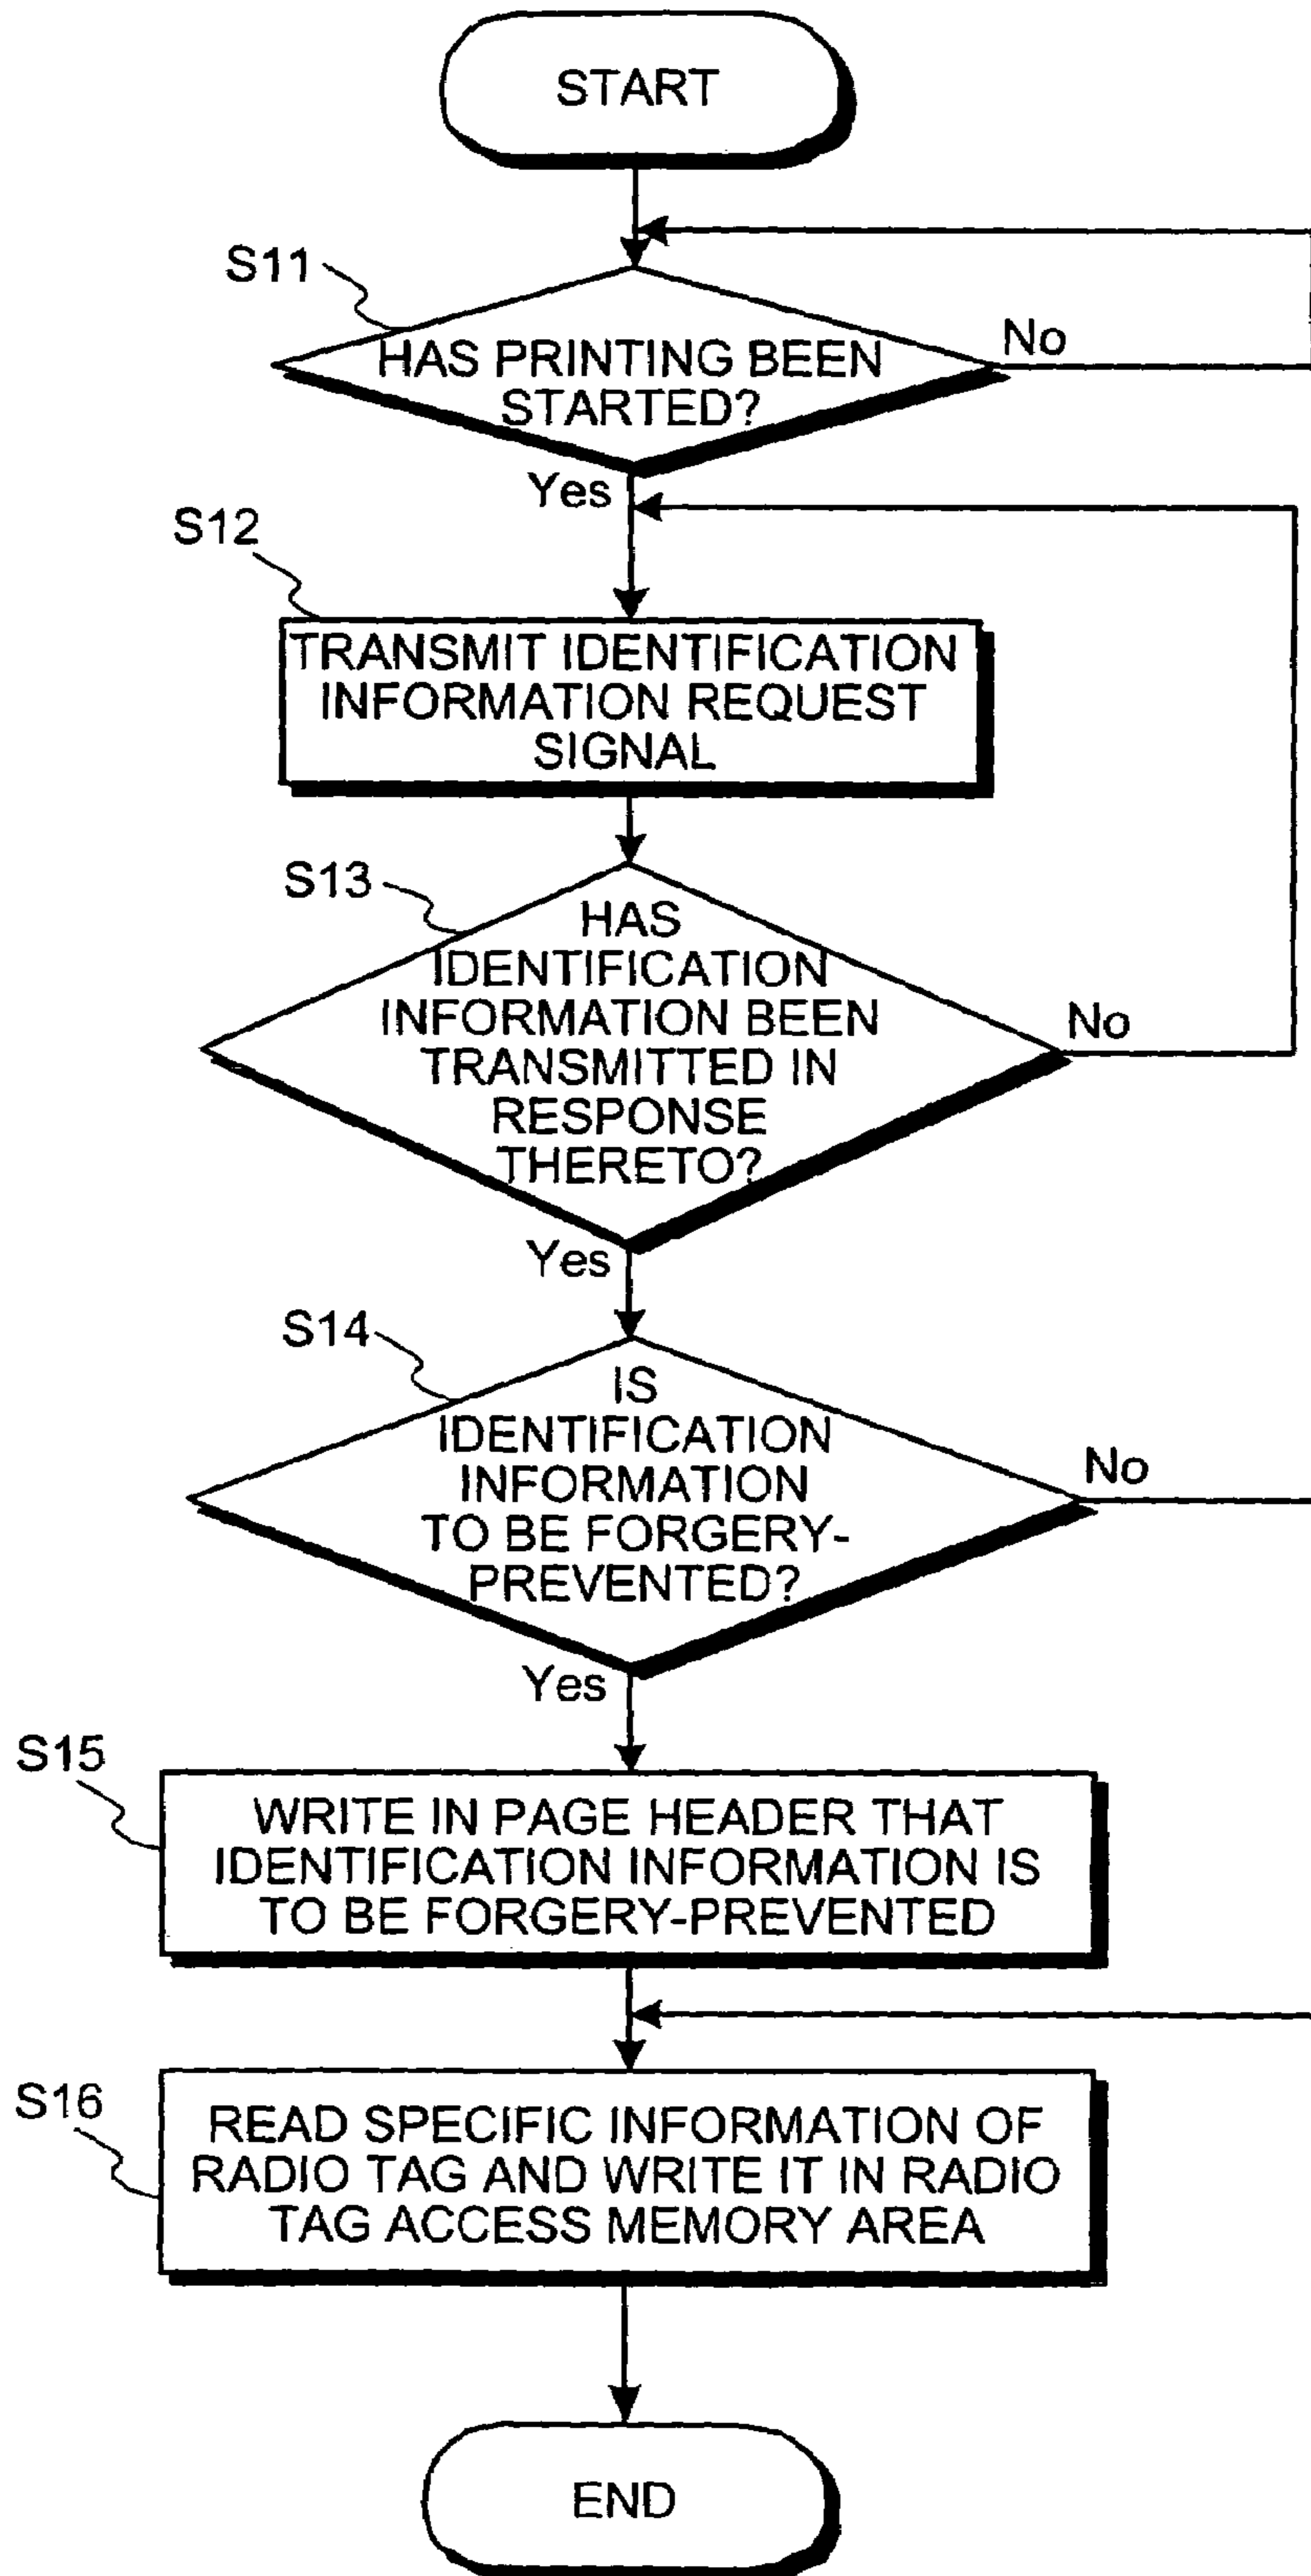 START
S11
HAS PRINTING BEEN
STARTED?
No
Yes
S12
TRANSMIT IDENTIFICATION
INFORMATION REQUEST
SIGNAL
S13
HAS
IDENTIFICATION
INFORMATION BEEN
TRANSMITTED IN
RESPONSE
THERETO?
No
Yes
S14
IS
IDENTIFICATION
INFORMATION
TO BE FORGERY-
PREVENTED?
No
Yes
S15
WRITE IN PAGE HEADER THAT
IDENTIFICATION INFORMATION IS
TO BE FORGERY-PREVENTED
S16
READ SPECIFIC INFORMATION OF
RADIO TAG AND WRITE IT IN RADIO
TAG ACCESS MEMORY AREA
END